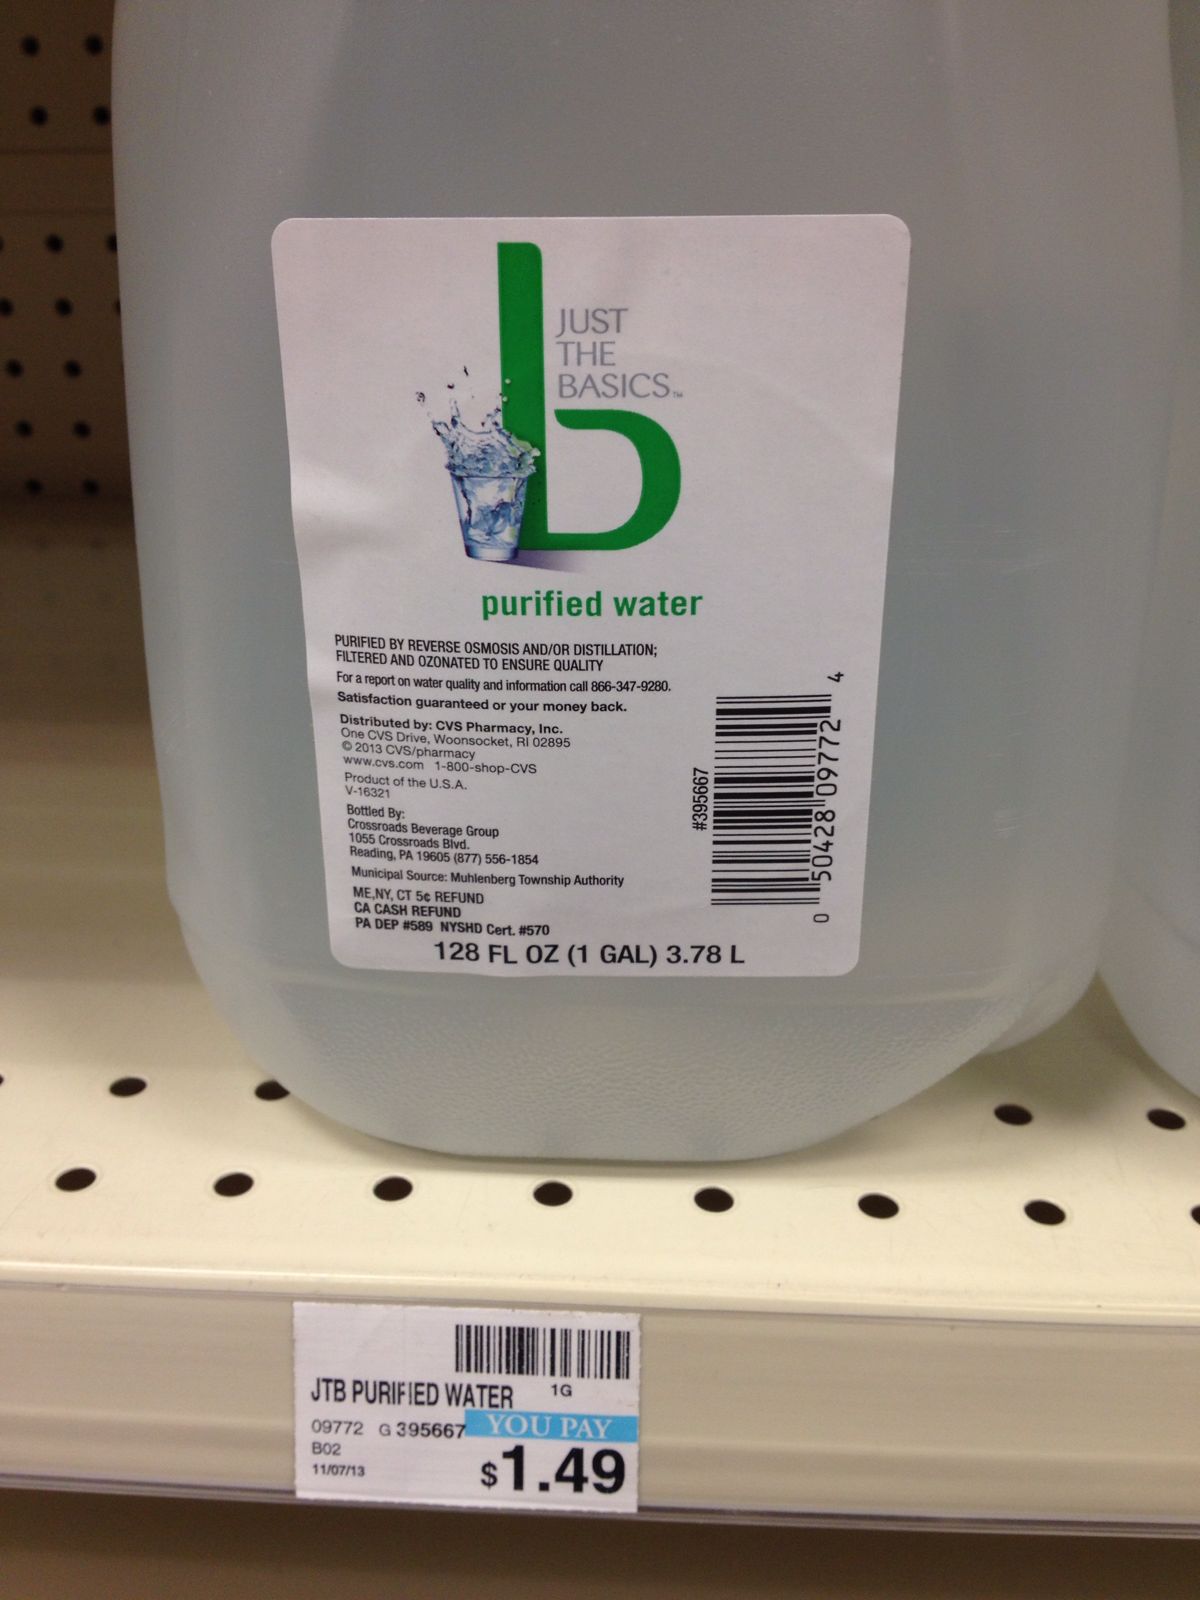 JUST
THE
BASICS™
purified water
PURIFIED BY REVERSE OSMOSIS AND/OR DISTILLATION;
FILTERED AND OZONATED TO ENSURE QUALITY
For a report on water quality and information call 866-347-9280.
Satisfaction guaranteed or your money back.
Distributed by: CVS Pharmacy, Inc.
One CVS Drive, Woonsocket, RI 02895
© 2013 CVS/pharmacy
www.cvs.com 1-800-shop-CVS
Product of the U.S.A.
V-16321
Bottled By:
Crossroads Beverage Group
1055 Crossroads Blvd.
Reading, PA 19605 (877) 556-1854
Municipal Source: Muhlenberg Township Authority
ME,NY, CT 5¢ REFUND
CA CASH REFUND
PA DEP #589 NYSHD Cert. #570
128 FL OZ (1 GAL) 3.78 L
#395667
0 50428 09772 4
JTB PURIFIED WATER 1G
09772 G 395667 YOU PAY
B02
11/07/13
$1.49